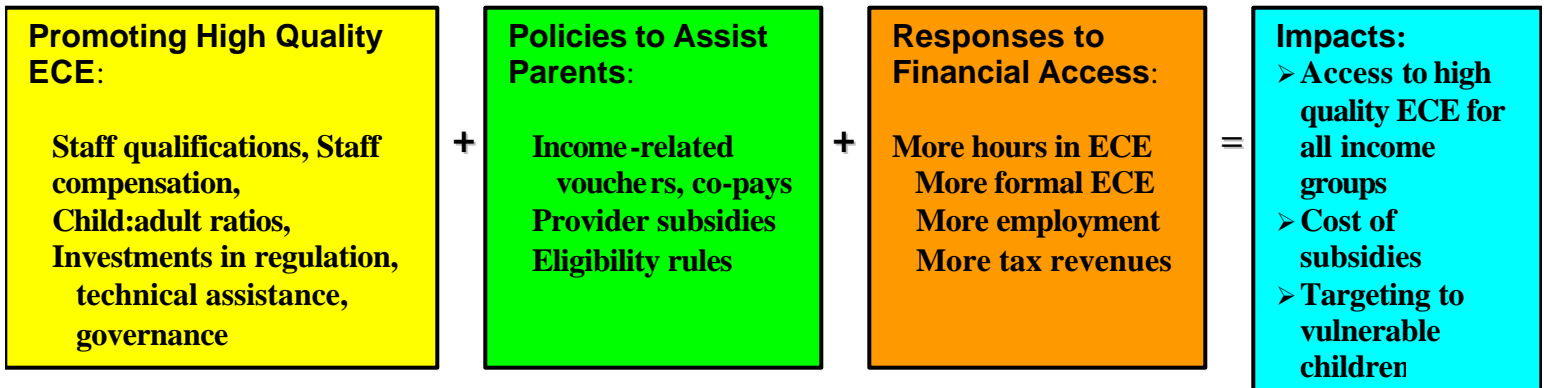 Promoting High Quality
ECE:
Staff qualifications, Staff
compensation,
Child:adult ratios,
Investments in regulation,
technical assistance,
governance
+
Policies to Assist
Parents:
Income-related
vouchers, co-pays
Provider subsidies
Eligibility rules
+
Responses to
Financial Access:
More hours in ECE
More formal ECE
More employment
More tax revenues
=
Impacts:
➢ Access to high
quality ECE for
all income
groups
➢ Cost of
subsidies
➢ Targeting to
vulnerable
children